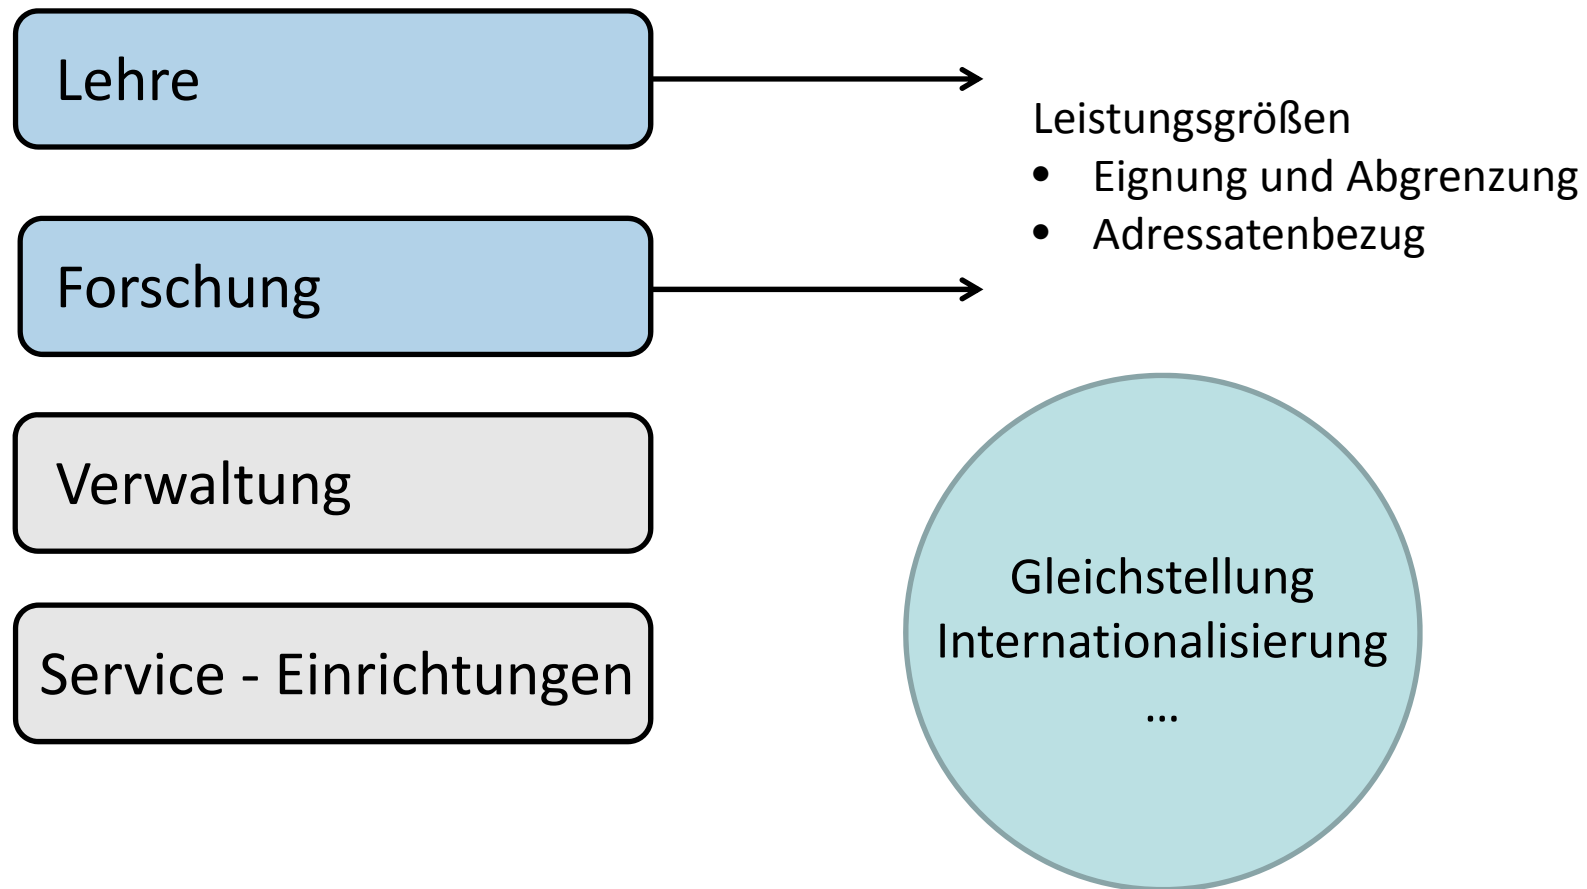 Lehre
Forschung
Verwaltung
Service - Einrichtungen
Leistungsgrößen
• Eignung und Abgrenzung
• Adressatenbezug
Gleichstellung
Internationalisierung
...